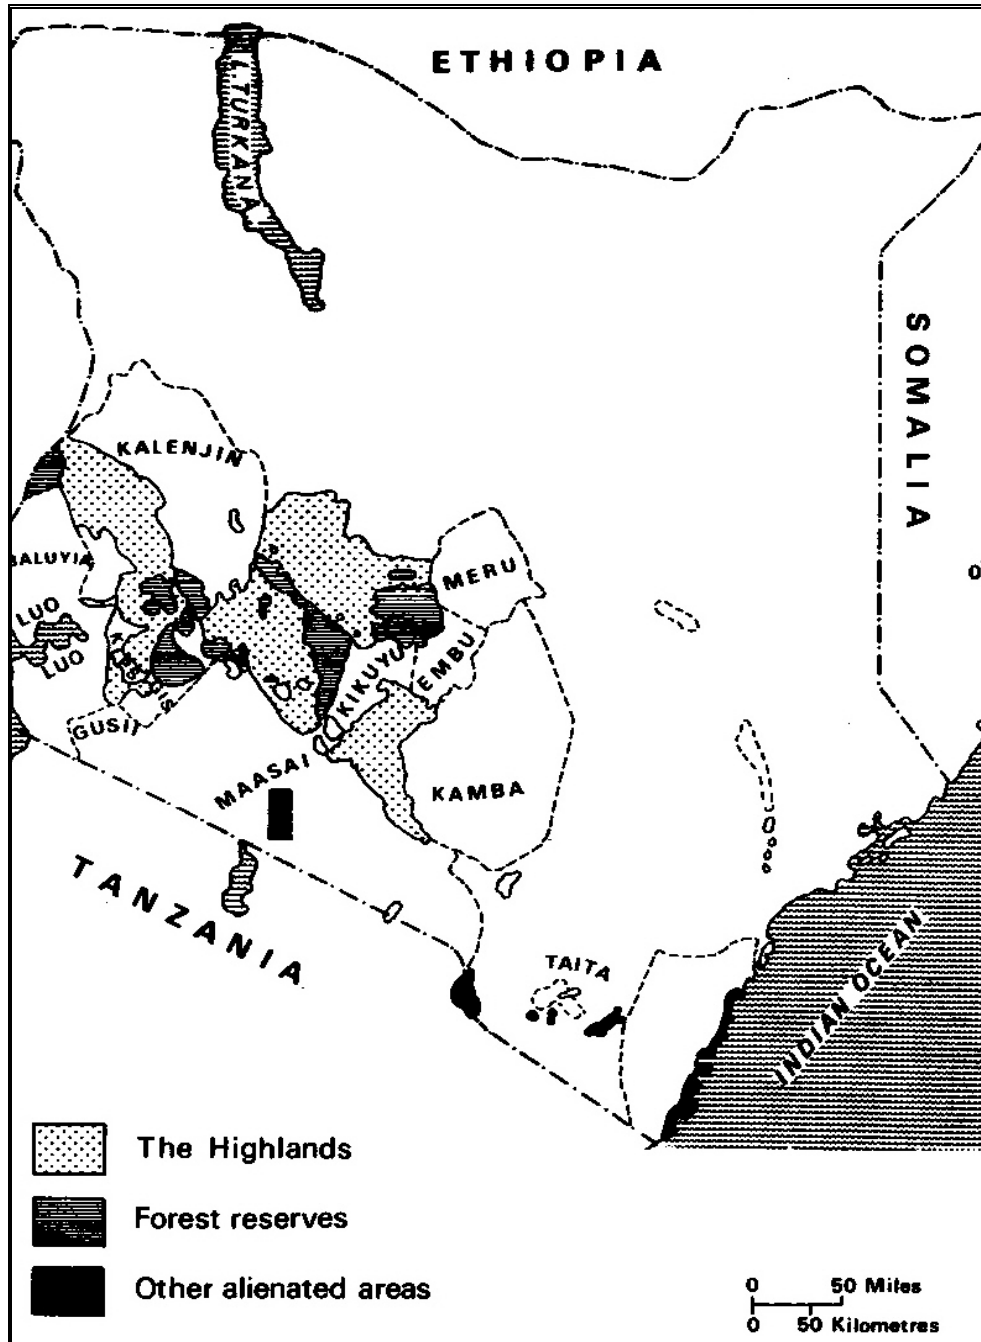 ETHIOPIA
L. TURKANA
SOMALIA
KALENJIN
BALUYIA
MERU
LUO
LUO
EMBU
KIKUYU
KIPSIGIS
GUSII
MAASAI
KAMBA
TANZANIA
TAITA
INDIAN OCEAN
The Highlands
Forest reserves
Other alienated areas
0 50 Miles
0 50 Kilometres